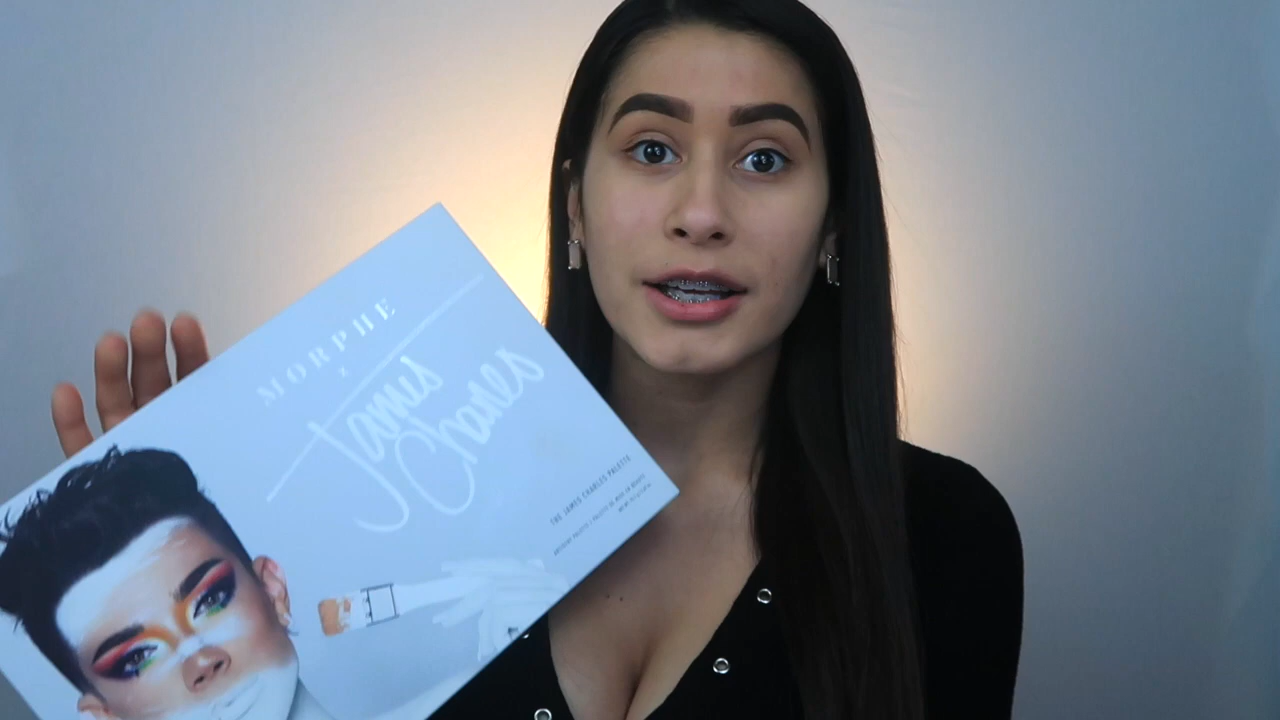 MORPHE
X
James
Charles
THE JAMES CHARLES PALETTE